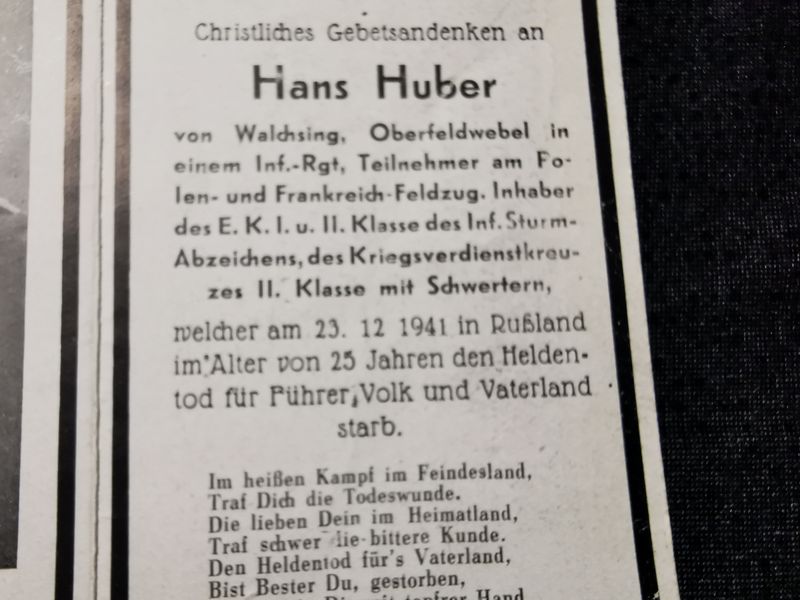 Christliches Gebetsandenken an
Hans Huber
von Walchsing, Oberfeldwebel in
einem Inf.-Rgt, Teilnehmer am Fo-
len- und Frankreich-Feldzug. Inhaber
des E. K. I. u. II. Klasse des Inf. Sturm-
Abzeichens, des Kriegsverdienstkreu-
zes II. Klasse mit Schwertern,
welcher am 23. 12 1941 in Rußland
im Alter von 25 Jahren den Helden-
tod für Führer, Volk und Vaterland
starb.
Im heißen Kampf im Feindesland,
Traf Dich die Todeswunde.
Die lieben Dein im Heimatland,
Traf schwer die bittere Kunde.
Den Heldentod für's Vaterland,
Bist Bester Du, gestorben,
Hand